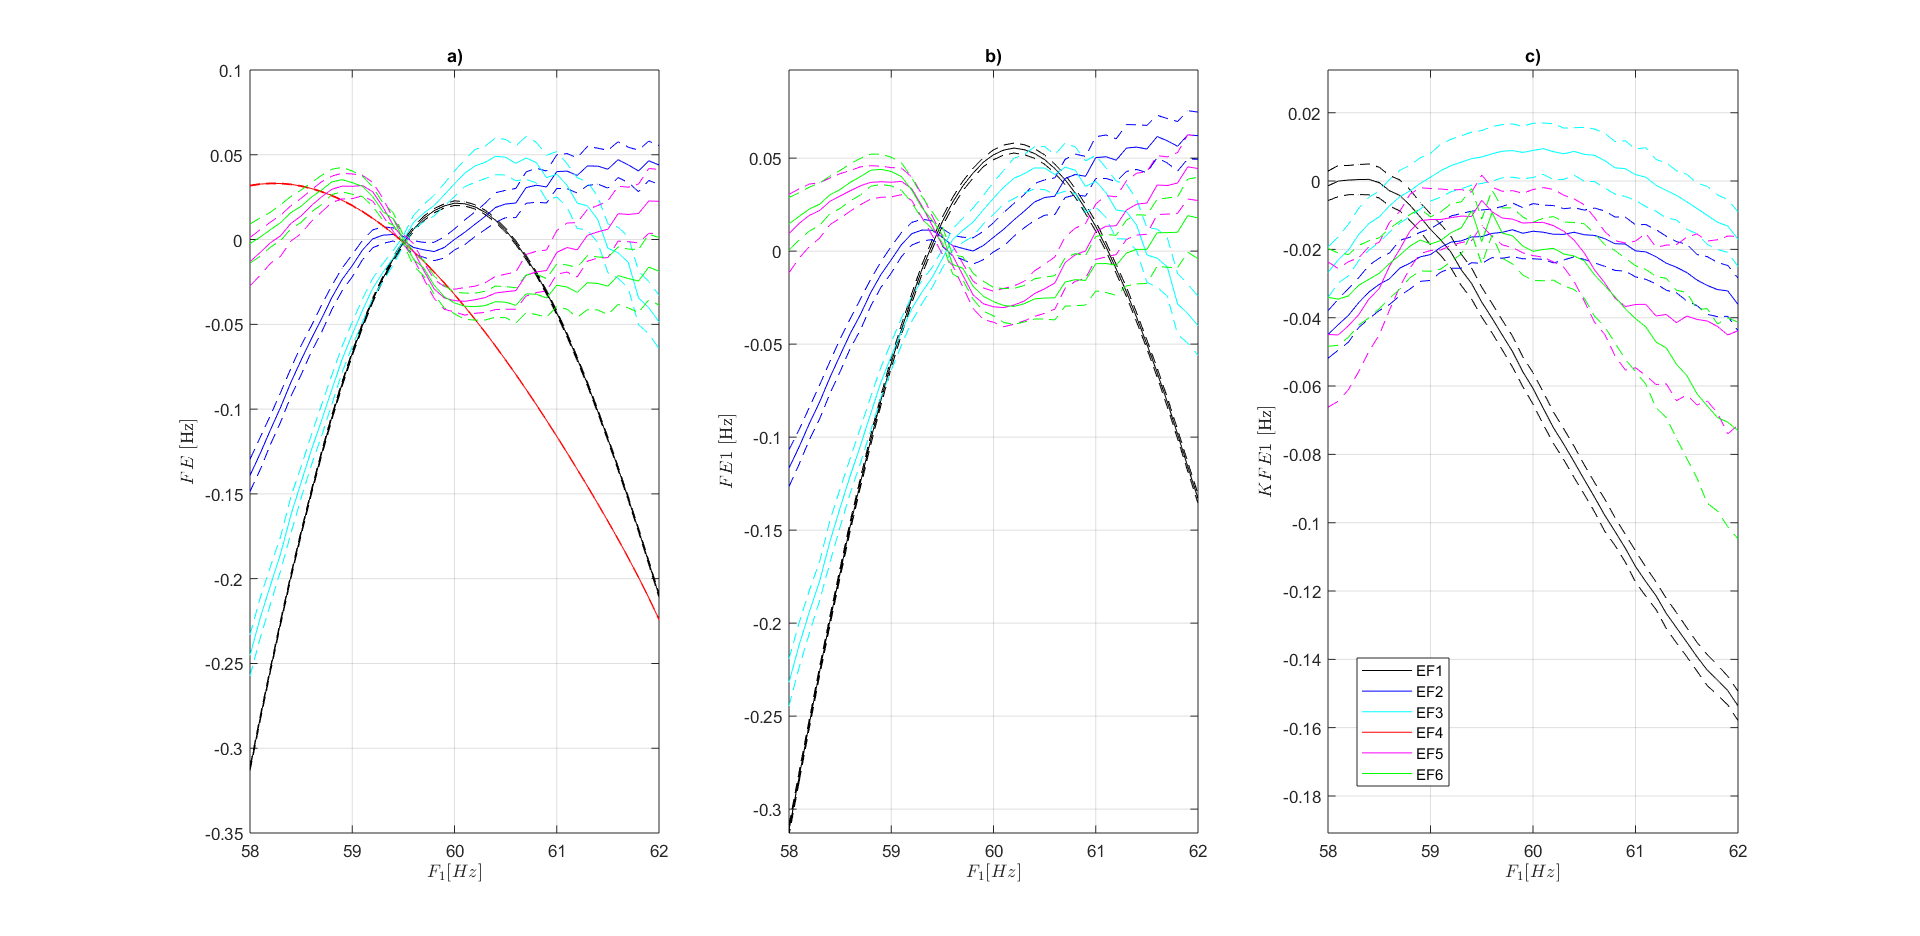 a)
0.1
0.05
0
-0.05
-0.1
-0.15
-0.2
-0.25
-0.3
-0.35
FE [Hz]
58 59 60 61 62
F1[Hz]
b)
0.05
0
-0.05
-0.1
-0.15
-0.2
-0.25
-0.3
FE1 [Hz]
58 59 60 61 62
F1[Hz]
c)
0.02
0
-0.02
-0.04
-0.06
-0.08
-0.1
-0.12
-0.14
-0.16
-0.18
KFE1 [Hz]
EF1
EF2
EF3
EF4
EF5
EF6
58 59 60 61 62
F1[Hz]